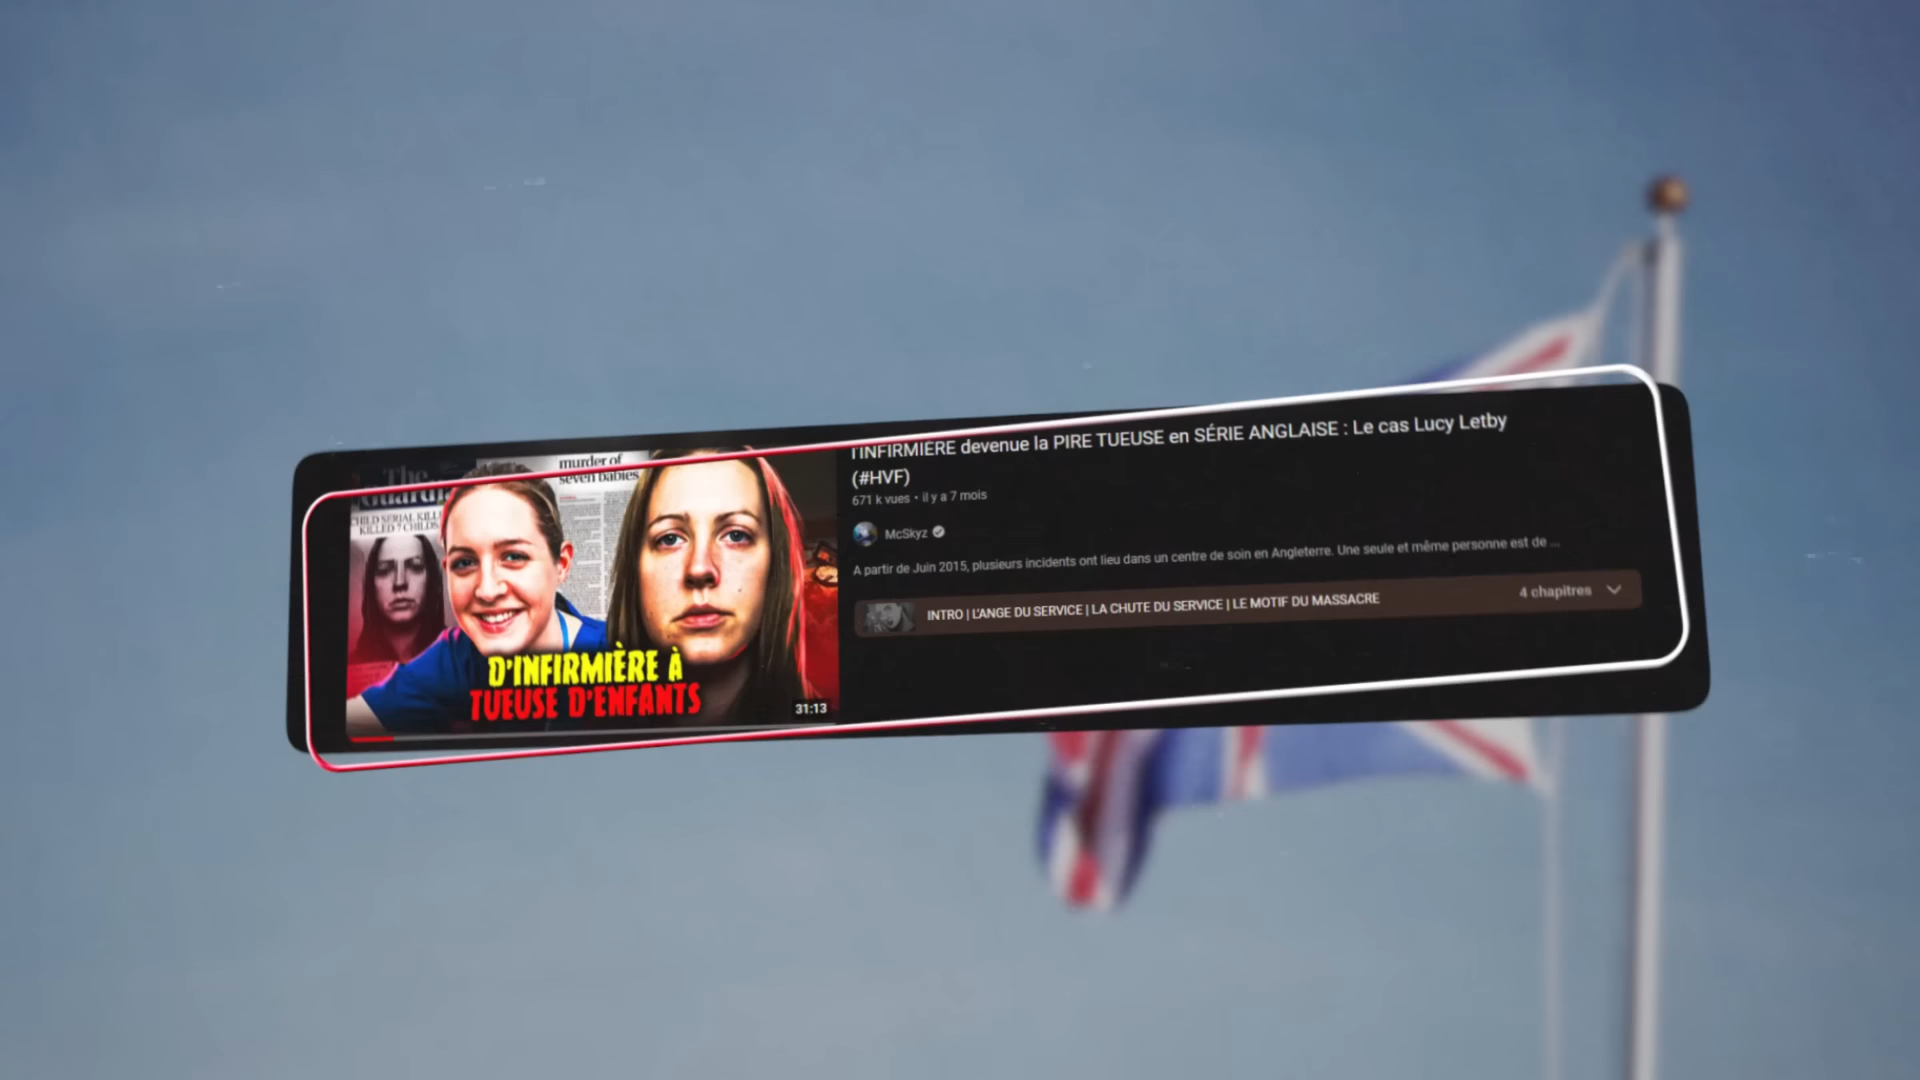 The
Guardi
murder of
seven babies
CHILD SERIAL KILL
KILLED 7 CHILDS
D'INFIRMIÈRE À
TUEUSE D'ENFANTS
31:13
l'INFIRMIÈRE devenue la PIRE TUEUSE en SÉRIE ANGLAISE : Le cas Lucy Letby
(#HVF)
671 k vues • il y a 7 mois
McSkyz
A partir de Juin 2015, plusieurs incidents ont lieu dans un centre de soin en Angleterre. Une seule et même personne est de ...
INTRO | L'ANGE DU SERVICE | LA CHUTE DU SERVICE | LE MOTIF DU MASSACRE
4 chapitres